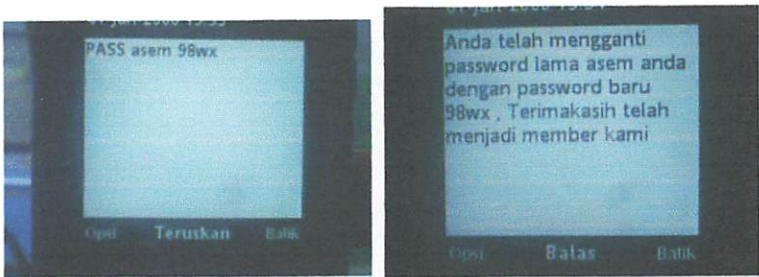 PASS asem 98wx
Opsi Teruskan Balik
Anda telah mengganti
password lama asem anda
dengan password baru
98wx , Terimakasih telah
menjadi member kami
Opsi Balas Balik